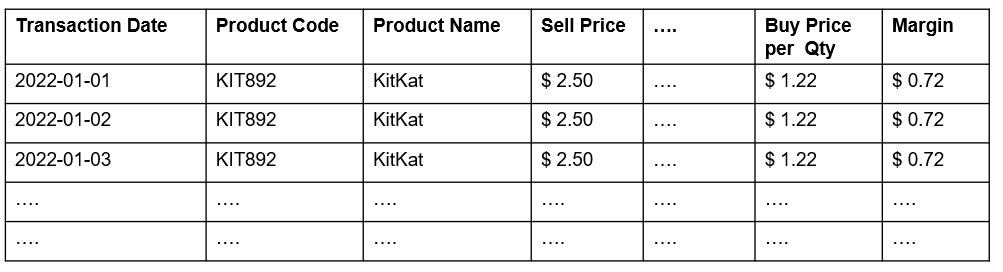 Transaction Date Product Code Product Name Sell Price …. Buy Price per Qty Margin
2022-01-01 KIT892 KitKat $ 2.50 …. $ 1.22 $ 0.72
2022-01-02 KIT892 KitKat $ 2.50 …. $ 1.22 $ 0.72
2022-01-03 KIT892 KitKat $ 2.50 …. $ 1.22 $ 0.72
…. …. …. …. …. …. ….
…. …. …. …. …. …. ….